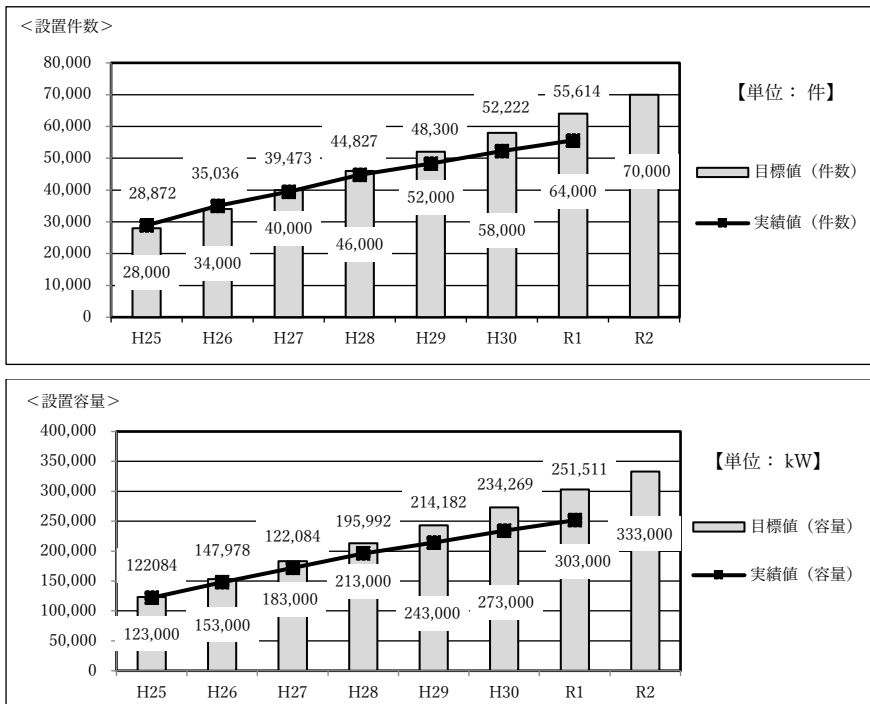 ＜設置件数＞
80,000
70,000
60,000
50,000
40,000
30,000
20,000
10,000
0
28,872
35,036
39,473
44,827
48,300
52,222
55,614
28,000
34,000
40,000
46,000
52,000
58,000
64,000
70,000
H25
H26
H27
H28
H29
H30
R1
R2
【単位： 件】
目標値（件数）
実績値（件数）
＜設置容量＞
400,000
350,000
300,000
250,000
200,000
150,000
100,000
50,000
0
122084
147,978
122,084
195,992
214,182
234,269
251,511
123,000
153,000
183,000
213,000
243,000
273,000
303,000
333,000
H25
H26
H27
H28
H29
H30
R1
R2
【単位： kW】
目標値（容量）
実績値（容量）